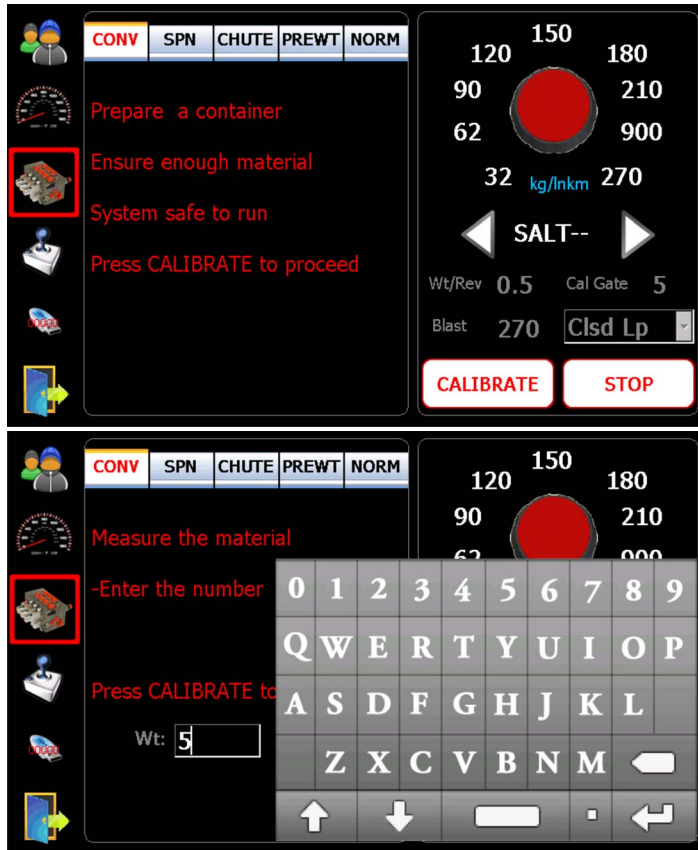 CONV SPN CHUTE PREWT NORM
Prepare a container
Ensure enough material
System safe to run
Press CALIBRATE to proceed
150
120 180
90 210
62 900
32 kg/lnkm 270
SALT--
Wt/Rev 0.5 Cal Gate 5
Blast 270 Clsd Lp
CALIBRATE STOP
CONV SPN CHUTE PREWT NORM
Measure the material
-Enter the number
Press CALIBRATE to
Wt: 5
150
120 180
90 210
62 900
0 1 2 3 4 5 6 7 8 9
Q W E R T Y U I O P
A S D F G H J K L
Z X C V B N M
.